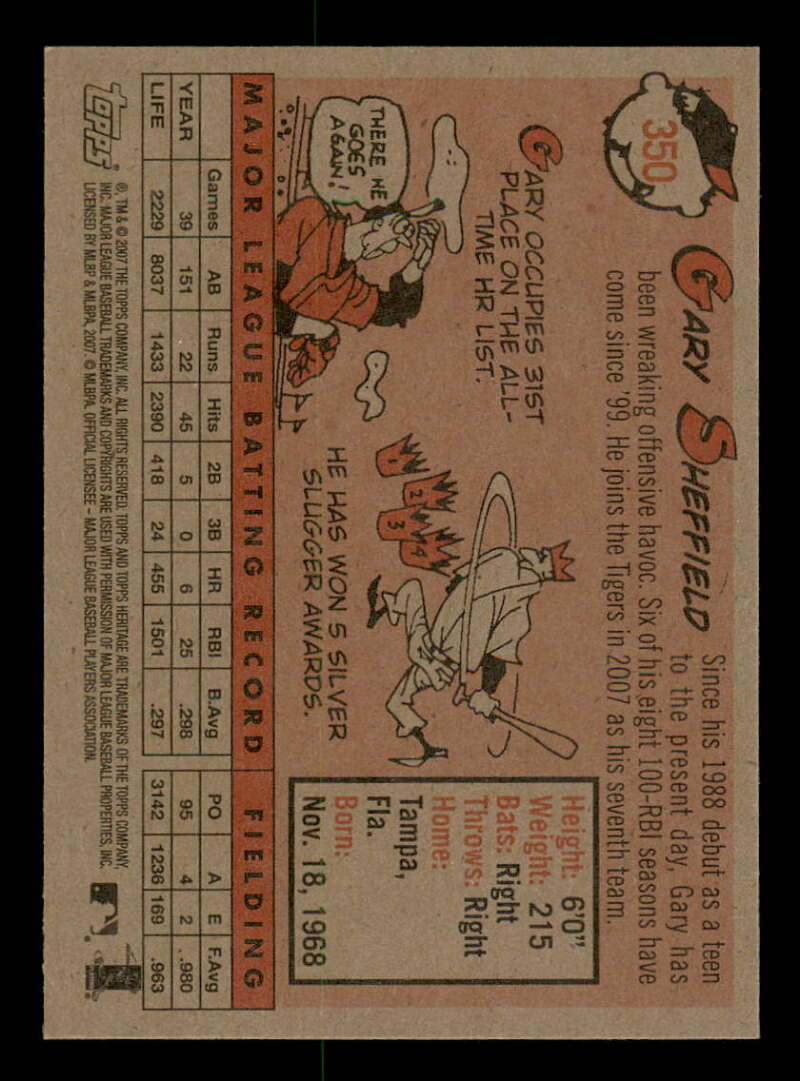 350
GARY SHEFFIELD
Since his 1988 debut as a teen
to the present day, Gary has
been wreaking offensive havoc. Six of his eight 100-RBI seasons have
come since '99. He joins the Tigers in 2007 as his seventh team.
GARY OCCUPIES 31ST
PLACE ON THE ALL-
TIME HR LIST.
THERE HE
GOES
AGAIN!
1
2
3
4
HE HAS WON 5 SILVER
SLUGGER AWARDS.
Height: 6'0"
Weight: 215
Bats: Right
Throws: Right
Home:
Tampa,
Fla.
Born:
Nov. 18, 1968
MAJOR LEAGUE BATTING RECORD FIELDING
Games AB Runs Hits 2B 3B HR RBI B.Avg PO A E F.Avg
YEAR 39 151 22 45 5 0 6 25 .298 95 4 2 .980
LIFE 2229 8037 1433 2390 418 24 455 1501 .297 3142 1236 169 .963
Topps
®, TM & © 2007 THE TOPPS COMPANY, INC. ALL RIGHTS RESERVED. TOPPS AND TOPPS HERITAGE ARE TRADEMARKS OF THE TOPPS COMPANY,
INC. MAJOR LEAGUE BASEBALL TRADEMARKS AND COPYRIGHTS ARE USED WITH PERMISSION OF MAJOR LEAGUE BASEBALL PROPERTIES, INC.
LICENSED BY MLBP & MLBPA, 2007. © MLBPA. OFFICIAL LICENSEE – MAJOR LEAGUE BASEBALL PLAYERS ASSOCIATION.